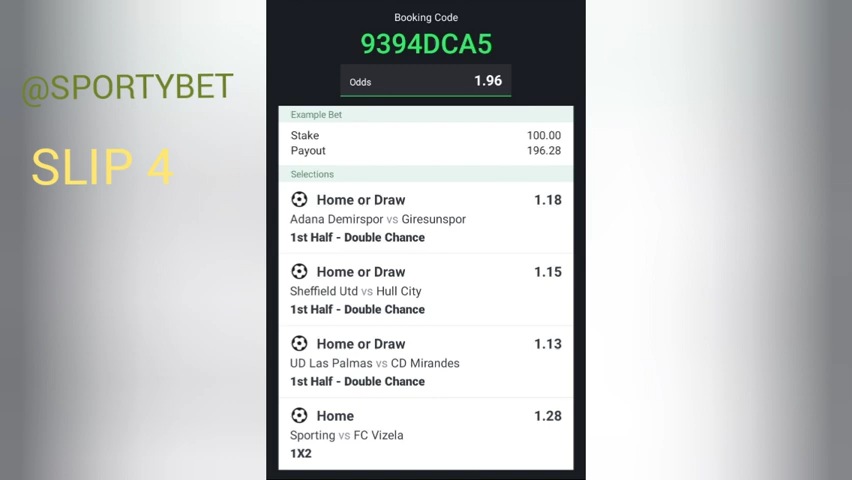 Booking Code
9394DCA5
@SPORTYBET
Odds 1.96
SLIP 4
Example Bet
Stake 100.00
Payout 196.28
Selections
Home or Draw 1.18
Adana Demirspor vs Giresunspor
1st Half - Double Chance
Home or Draw 1.15
Sheffield Utd vs Hull City
1st Half - Double Chance
Home or Draw 1.13
UD Las Palmas vs CD Mirandes
1st Half - Double Chance
Home 1.28
Sporting vs FC Vizela
1X2